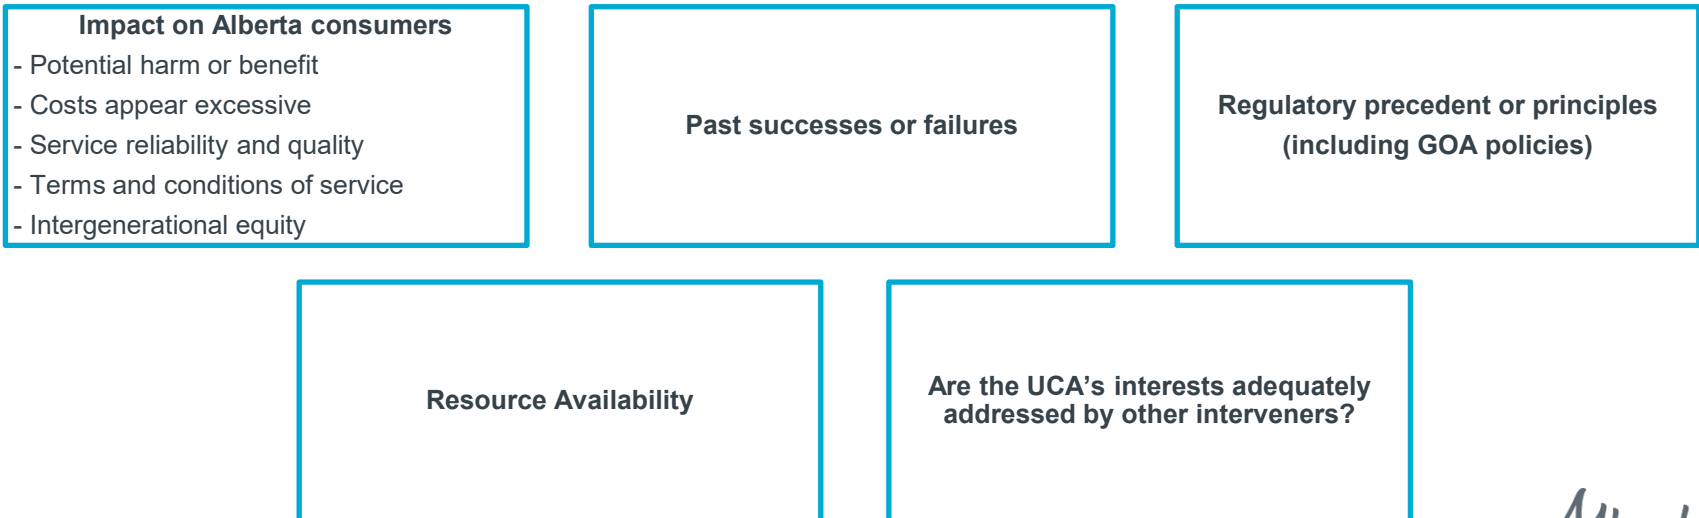 Impact on Alberta consumers
- Potential harm or benefit
- Costs appear excessive
- Service reliability and quality
- Terms and conditions of service
- Intergenerational equity
Past successes or failures
Regulatory precedent or principles
(including GOA policies)
Resource Availability
Are the UCA’s interests adequately
addressed by other interveners?